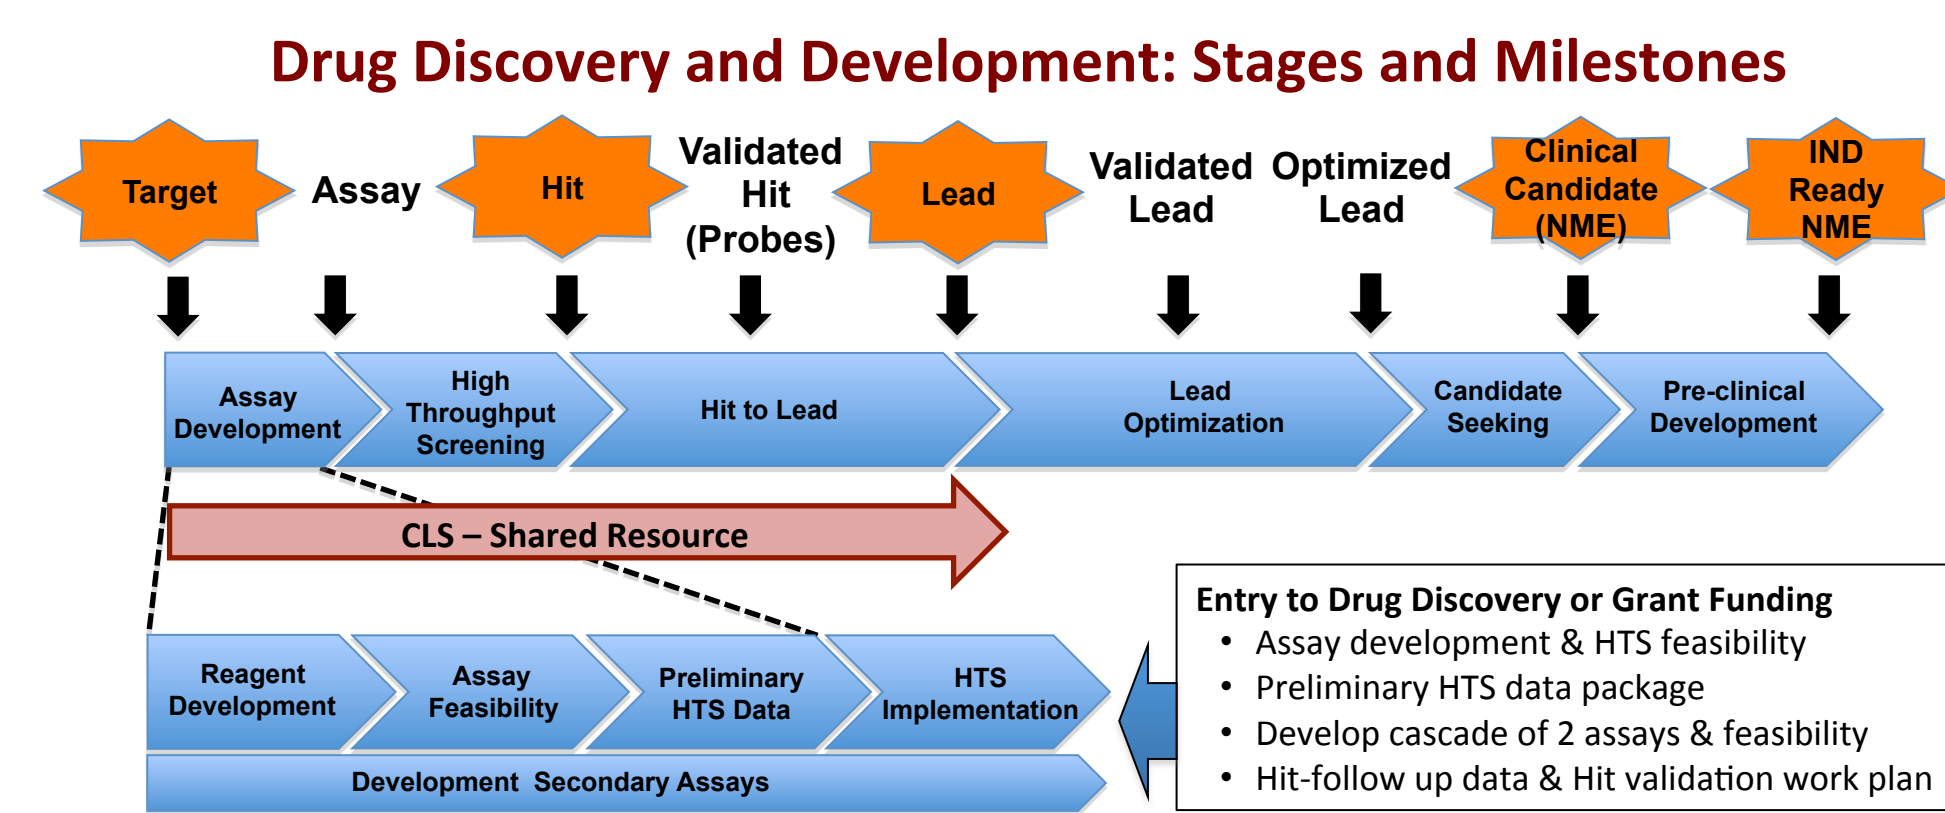 Drug Discovery and Development: Stages and Milestones
Target
Assay
Hit
Validated
Hit
(Probes)
Lead
Validated
Lead
Optimized
Lead
Clinical
Candidate
(NME)
IND
Ready
NME
Assay
Development
High
Throughput
Screening
Hit to Lead
Lead
Optimization
Candidate
Seeking
Pre-clinical
Development
CLS – Shared Resource
Reagent
Development
Assay
Feasibility
Preliminary
HTS Data
HTS
Implementation
Development Secondary Assays
Entry to Drug Discovery or Grant Funding
• Assay development & HTS feasibility
• Preliminary HTS data package
• Develop cascade of 2 assays & feasibility
• Hit-follow up data & Hit validation work plan